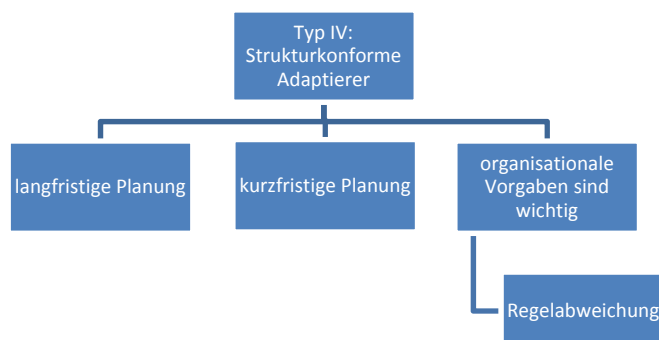 Typ IV:
Strukturkonforme
Adaptierer
langfristige Planung
kurzfristige Planung
organisationale
Vorgaben sind
wichtig
Regelabweichung